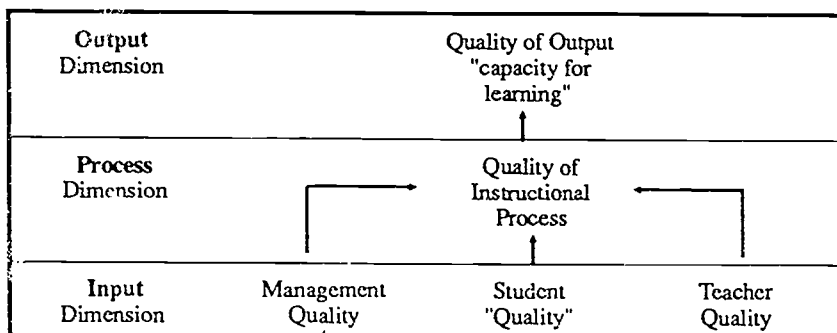 Output
Dimension
Quality of Output
"capacity for
learning"
Process
Dimension
Quality of
Instructional
Process
Input
Dimension
Management
Quality
Student
"Quality"
Teacher
Quality